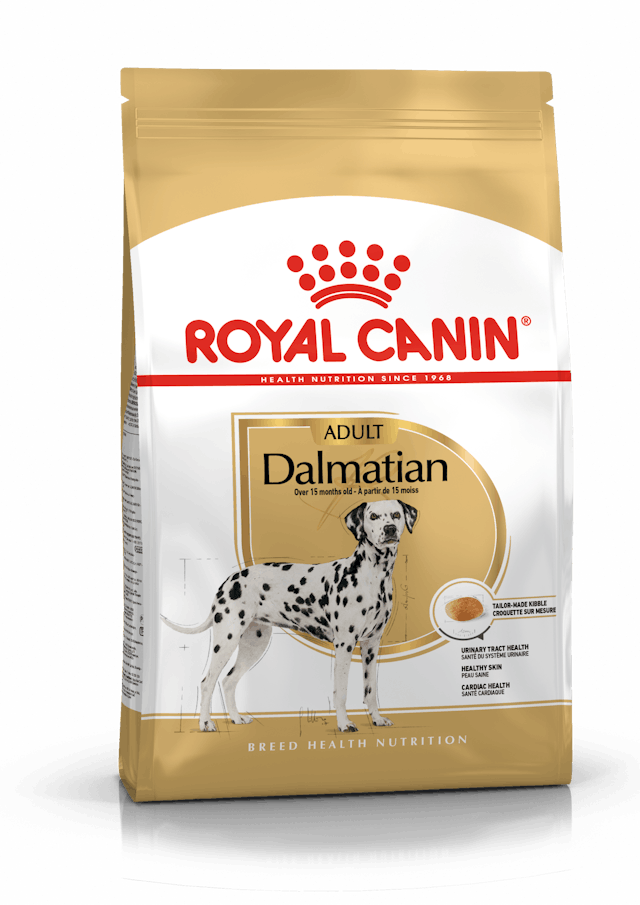 ROYAL CANIN®
HEALTH NUTRITION SINCE 1968
ADULT
Dalmatian
Over 15 months old - À partir de 15 moiss
TAILOR-MADE KIBBLE
CROQUETTE SUR MESURE
URINARY TRACT HEALTH
SANTÉ DU SYSTÈME URINAIRE
HEALTHY SKIN
PEAU SAINE
CARDIAC HEALTH
SANTÉ CARDIAQUE
BREED HEALTH NUTRITION